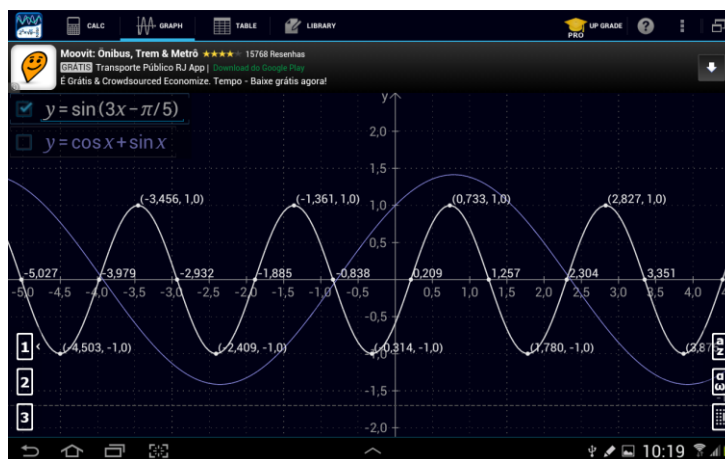 CALC GRAPH TABLE LIBRARY PRO UP GRADE ?
Moovit: Ônibus, Trem & Metrô ★★★★★ 15768 Resenhas
GRÁTIS Transporte Público RJ App | Download do Google Play
É Grátis & Crowdsourced Economize. Tempo - Baixe grátis agora!
y=sin(3x-π/5)
y=cosx+sinx
y
2,0
1,5
(-3,456, 1,0) (-1,361, 1,0) 1,0 (0,733, 1,0) (2,827, 1,0)
0,5
-5,027 -3,979 -2,932 -1,885 -0,838 0,209 1,257 2,304 3,351
-5,0 -4,5 -4,0 -3,5 -3,0 -2,5 -2,0 -1,5 -1,0 -0,5 0,5 1,0 1,5 2,0 2,5 3,0 3,5 4,0
-0,5
1 (-4,503, -1,0) (-2,409, -1,0) (-0,314, -1,0) (1,780, -1,0) (3,87 az
2 -1,5 αω
3
-2,0
10:19